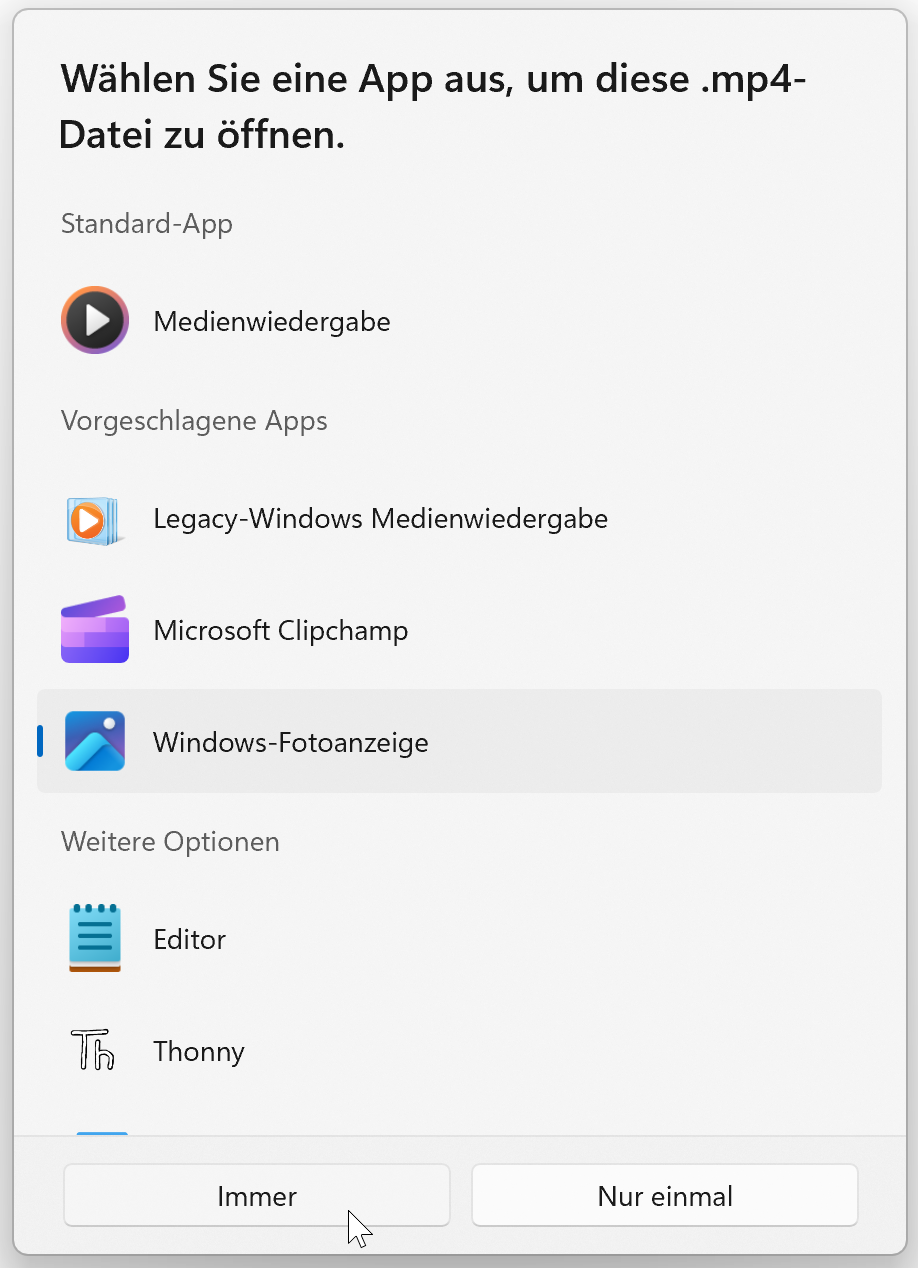 Wählen Sie eine App aus, um diese .mp4-
Datei zu öffnen.
Standard-App
Medienwiedergabe
Vorgeschlagene Apps
Legacy-Windows Medienwiedergabe
Microsoft Clipchamp
Windows-Fotoanzeige
Weitere Optionen
Editor
Th
Thonny
Immer
Nur einmal